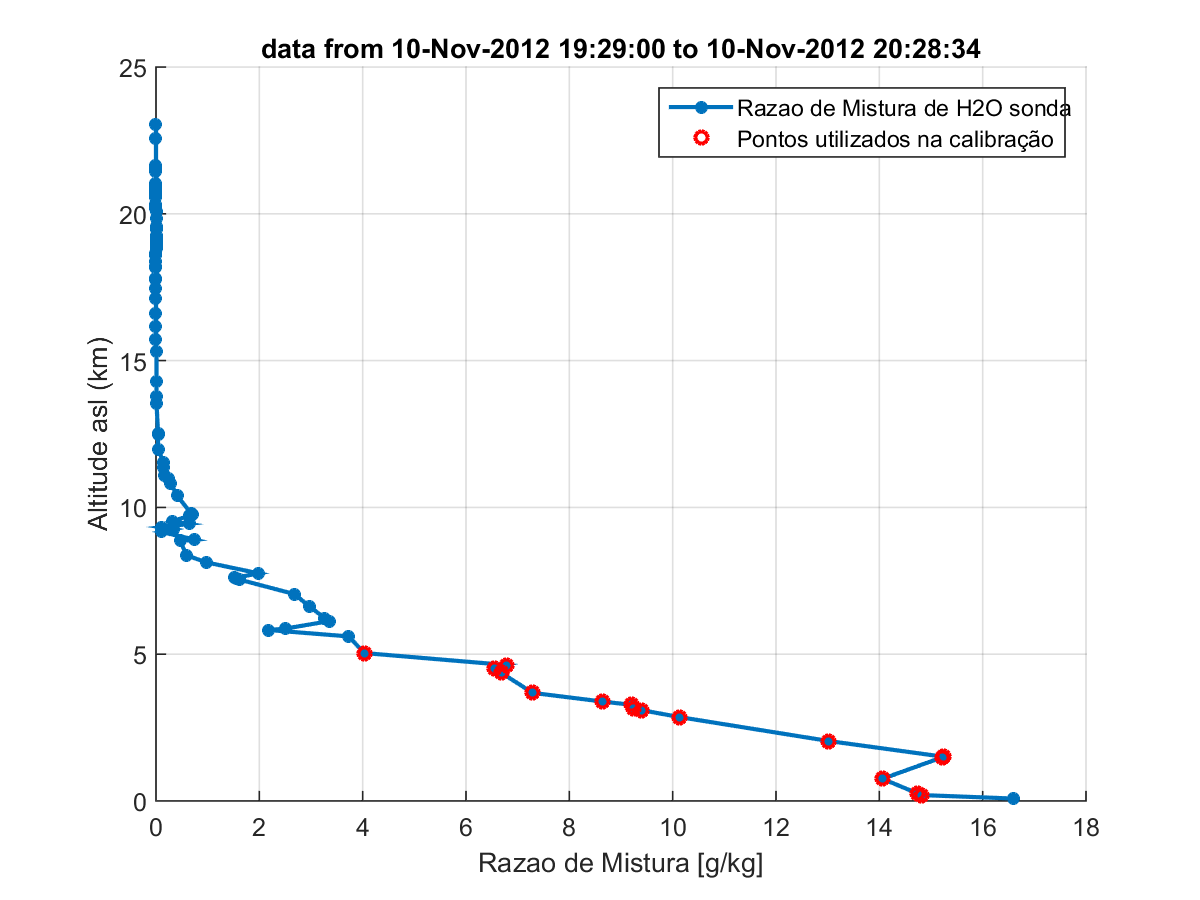 data from 10-Nov-2012 19:29:00 to 10-Nov-2012 20:28:34
Razao de Mistura de H2O sonda
Pontos utilizados na calibração
25
20
15
10
5
0
Altitude asl (km)
0 2 4 6 8 10 12 14 16 18
Razao de Mistura [g/kg]